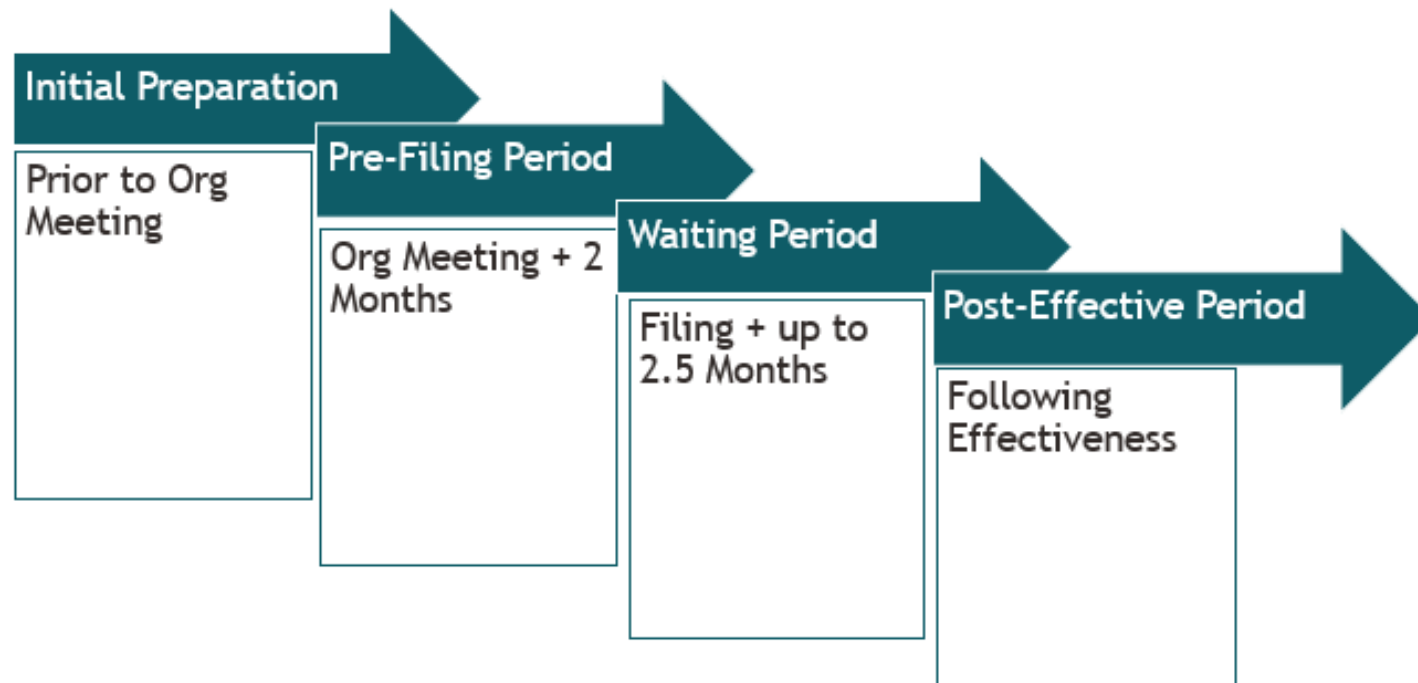 Initial Preparation
Prior to Org
Meeting
Pre-Filing Period
Org Meeting + 2
Months
Waiting Period
Filing + up to
2.5 Months
Post-Effective Period
Following
Effectiveness